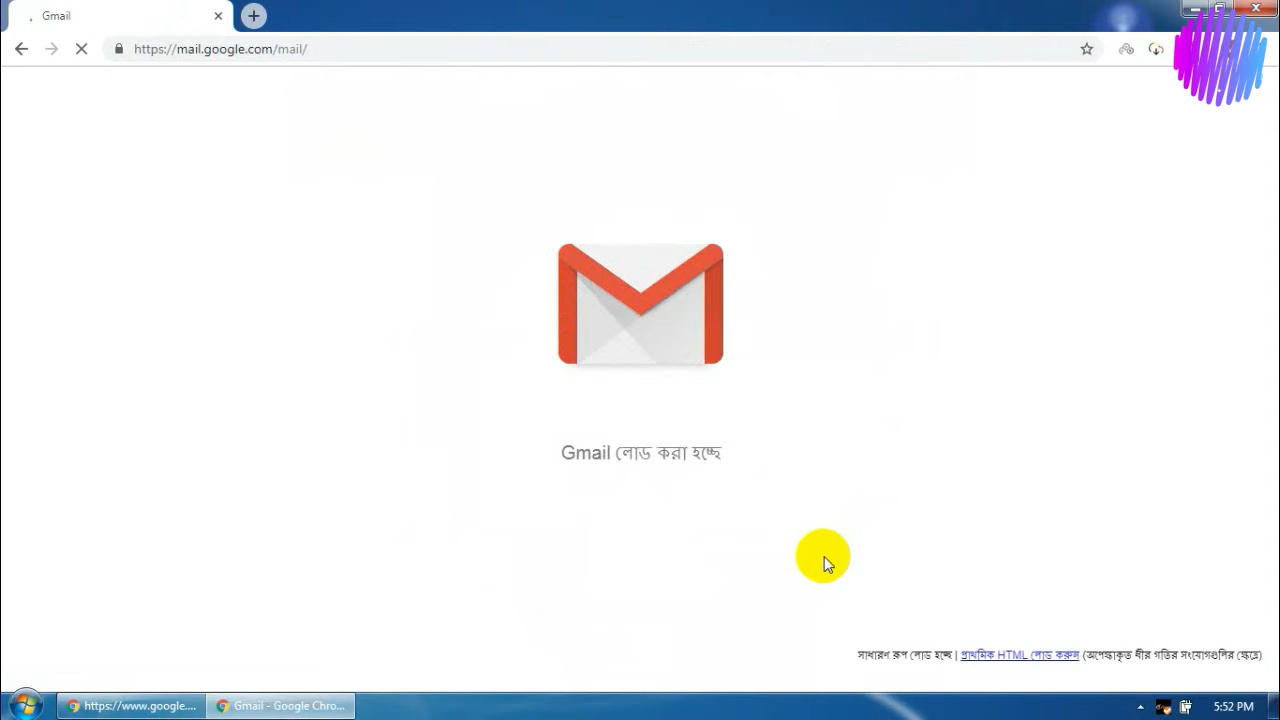 Gmail
https://mail.google.com/mail/
Gmail লোড করা হচ্ছে
সাধারণ রূপ লোড হচ্ছে | প্রাথমিক HTML লোড করুন (অপেক্ষাকৃত ধীর গতির সংযোগগুলির ক্ষেত্রে)
https://www.google....
Gmail - Google Chro...
5:52 PM